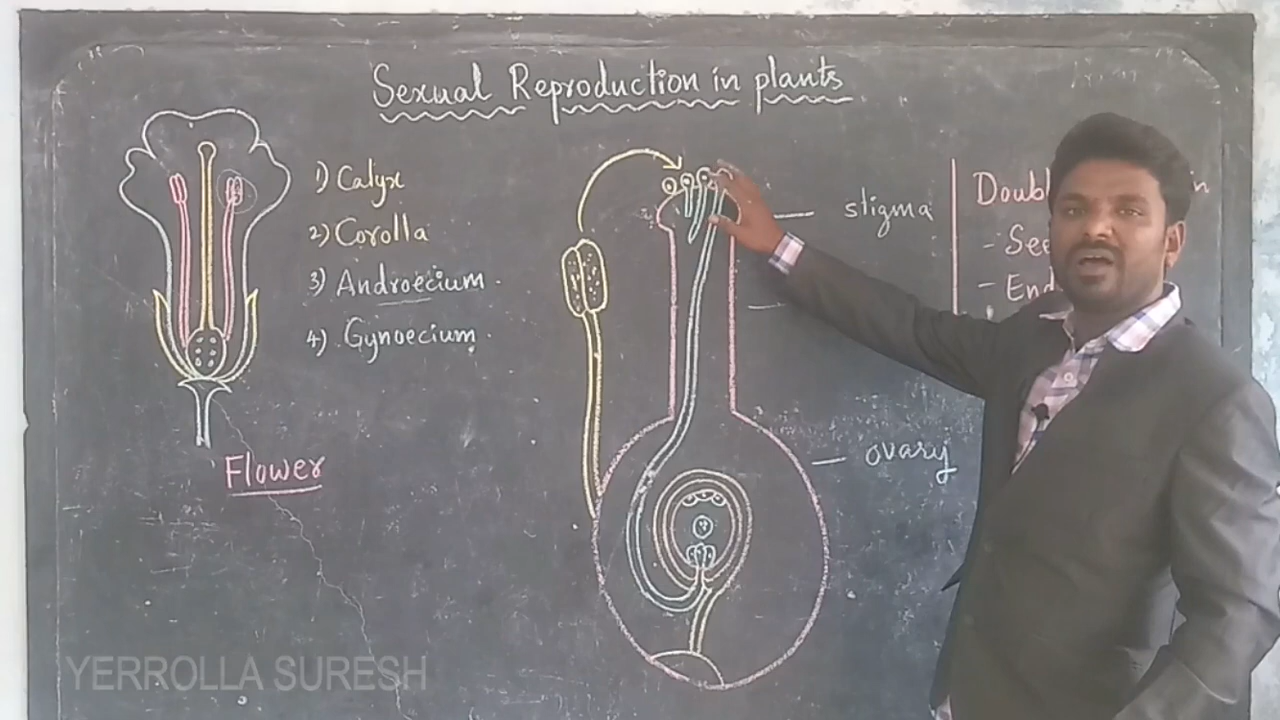 Sexual Reproduction in plants
1) Calyx
2) Corolla
3) Androecium.
4) Gynoecium.
Flower
stigma
ovary
Doub
- See
- End
YERROLLA SURESH